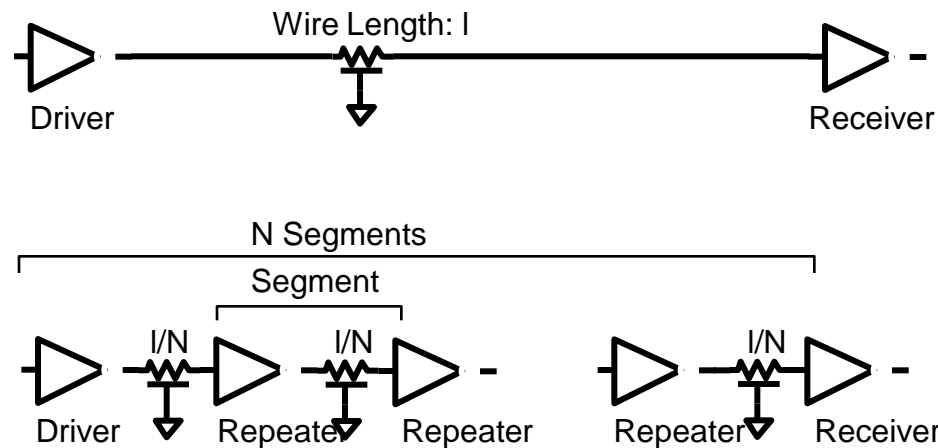 Wire Length: l
Driver
Receiver
N Segments
Segment
l/N
l/N
l/N
Driver
Repeater
Repeater
Repeater
Receiver